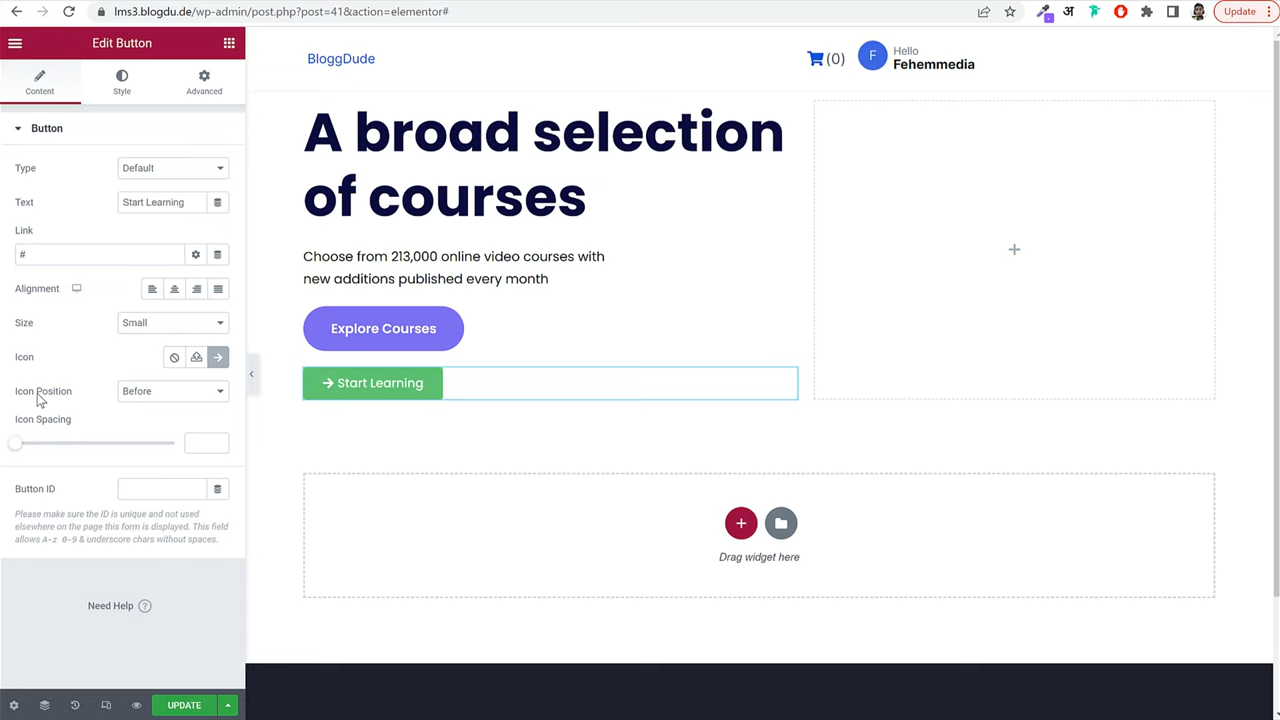 lms3.blogdu.de/wp-admin/post.php?post=41&action=elementor#
अ
Update
Edit Button
Content
Style
Advanced
Button
Type
Default
Text
Start Learning
Link
#
Alignment
Size
Small
Icon
Icon Position
Before
Icon Spacing
Button ID
Please make sure the ID is unique and not used
elsewhere on the page this form is displayed. This field
allows A-z 0-9 & underscore chars without spaces.
Need Help ?
UPDATE
BloggDude
(0)
F
Hello
Fehemmedia
A broad selection
of courses
Choose from 213,000 online video courses with
new additions published every month
Explore Courses
Start Learning
Drag widget here